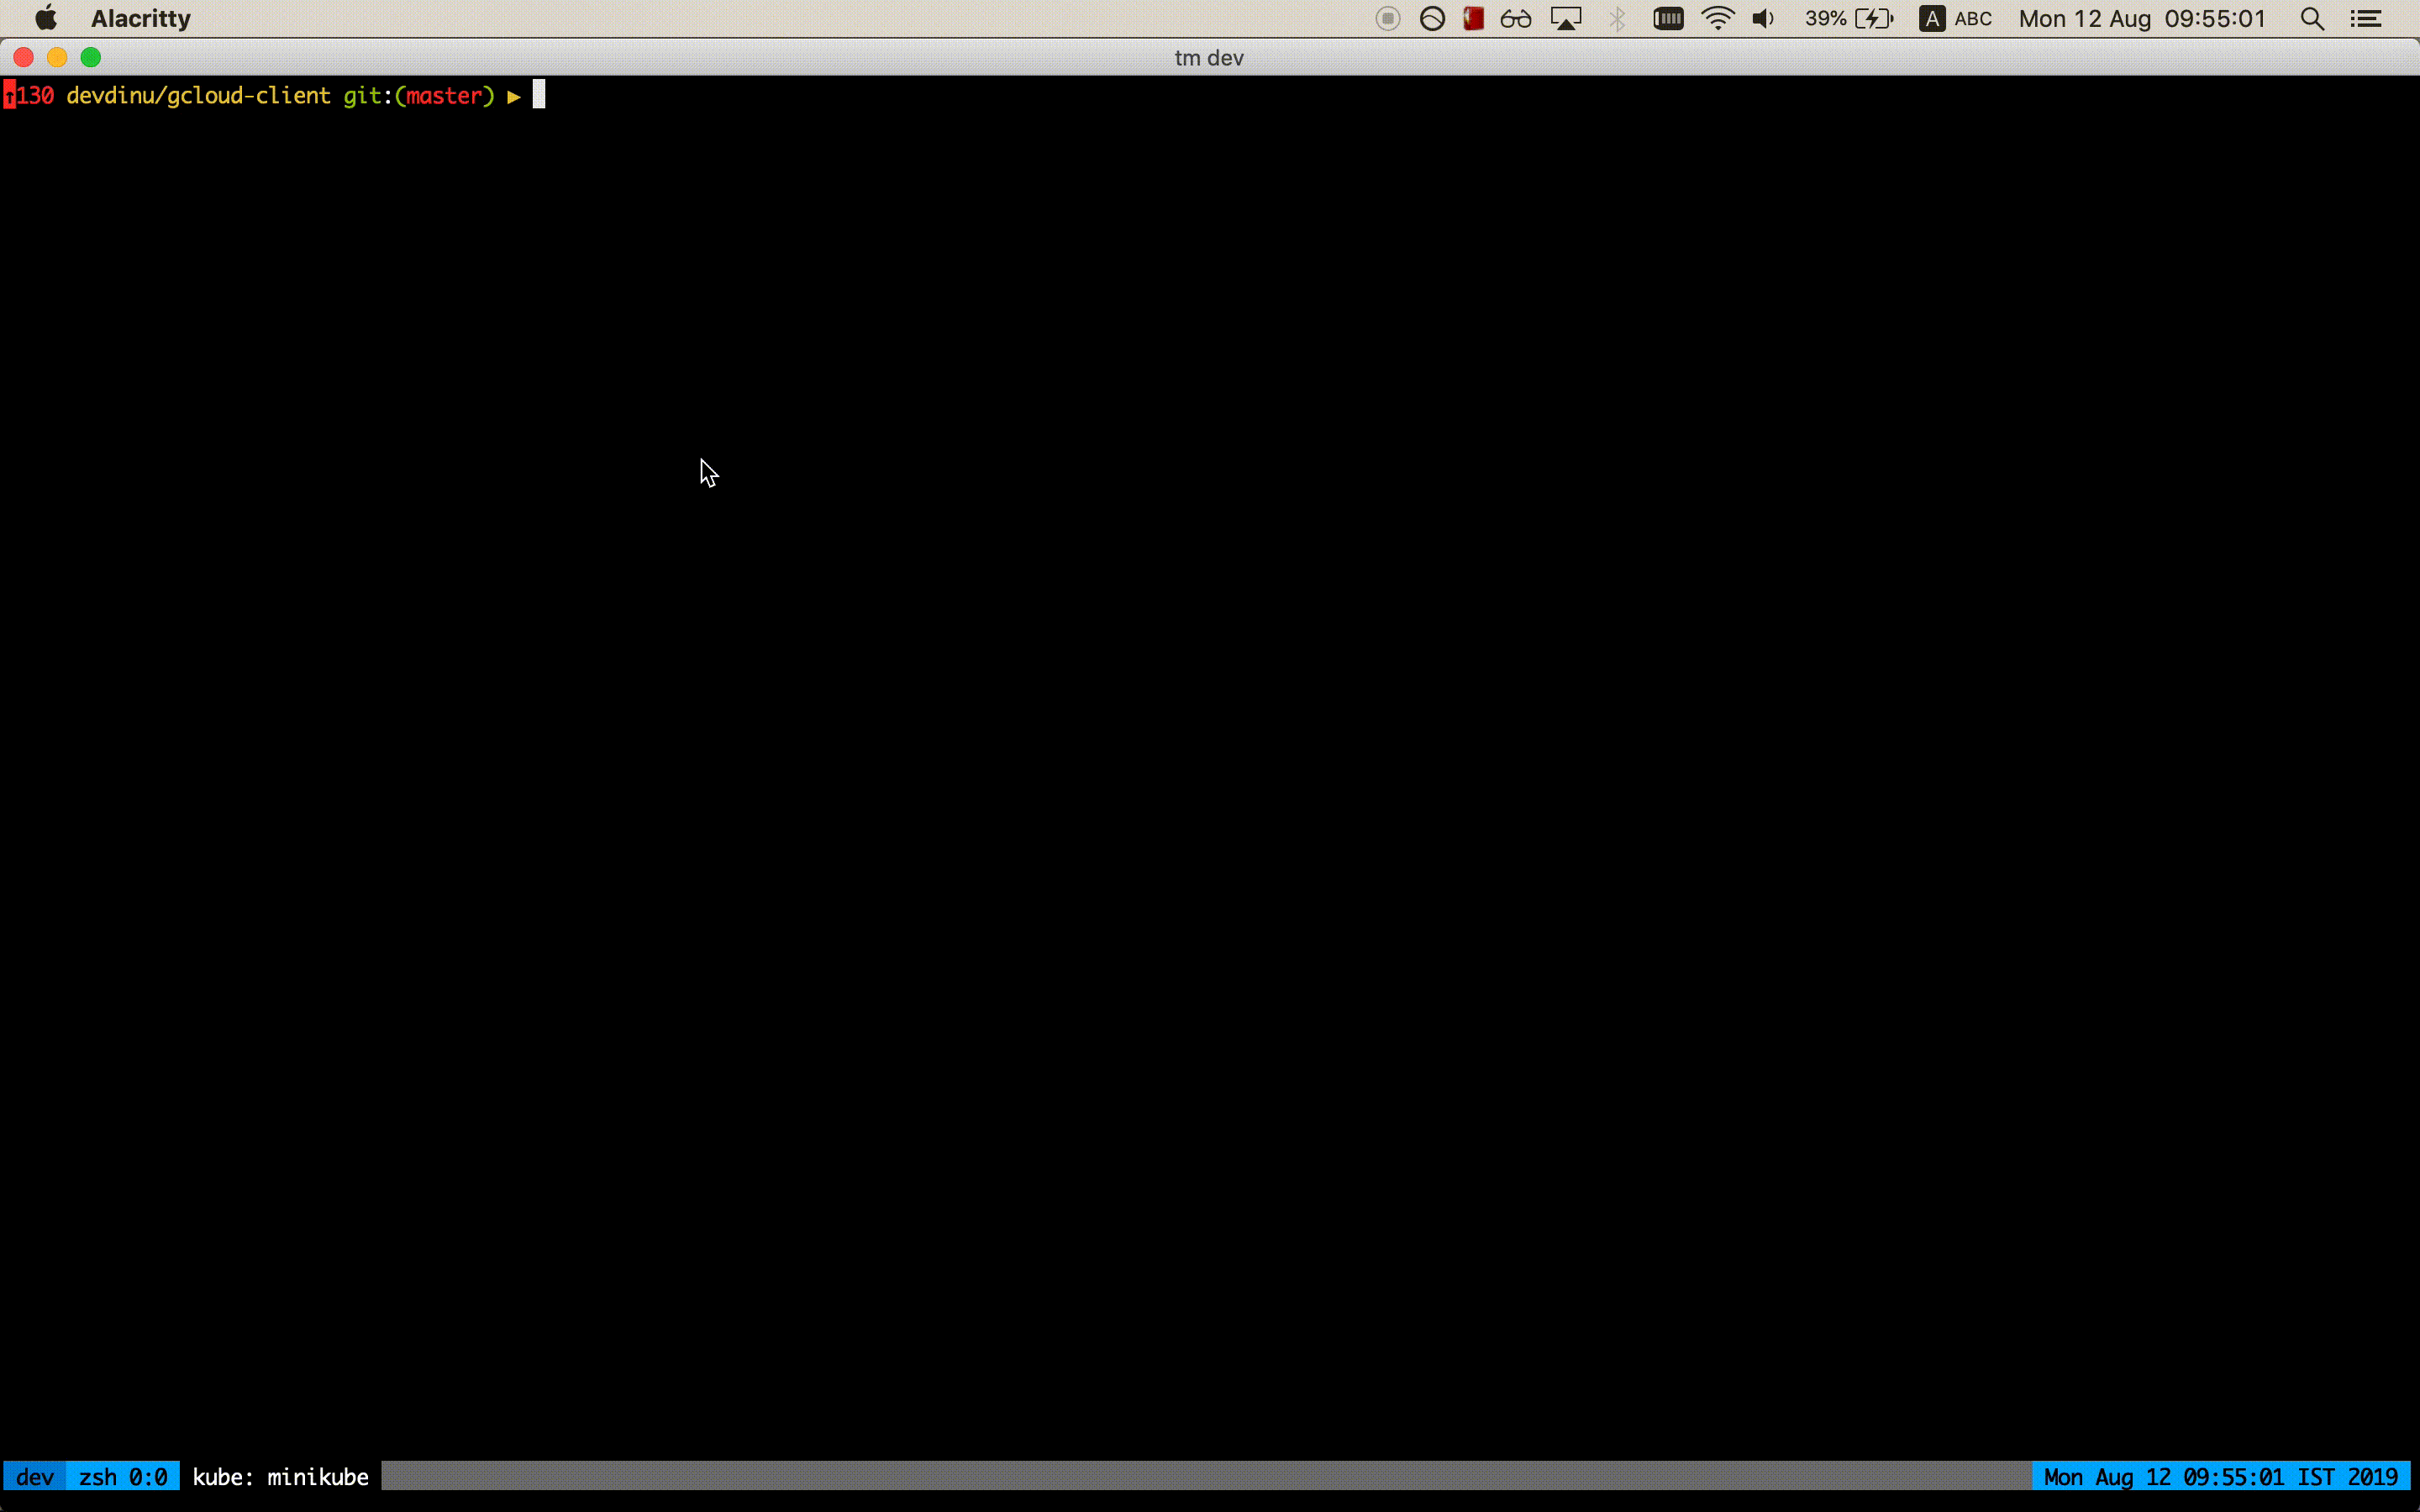 Alacritty 39% A ABC Mon 12 Aug 09:55:01
tm dev
↑130 devdinu/gcloud-client git:(master) ▶
dev zsh 0:0 kube: minikube Mon Aug 12 09:55:01 IST 2019